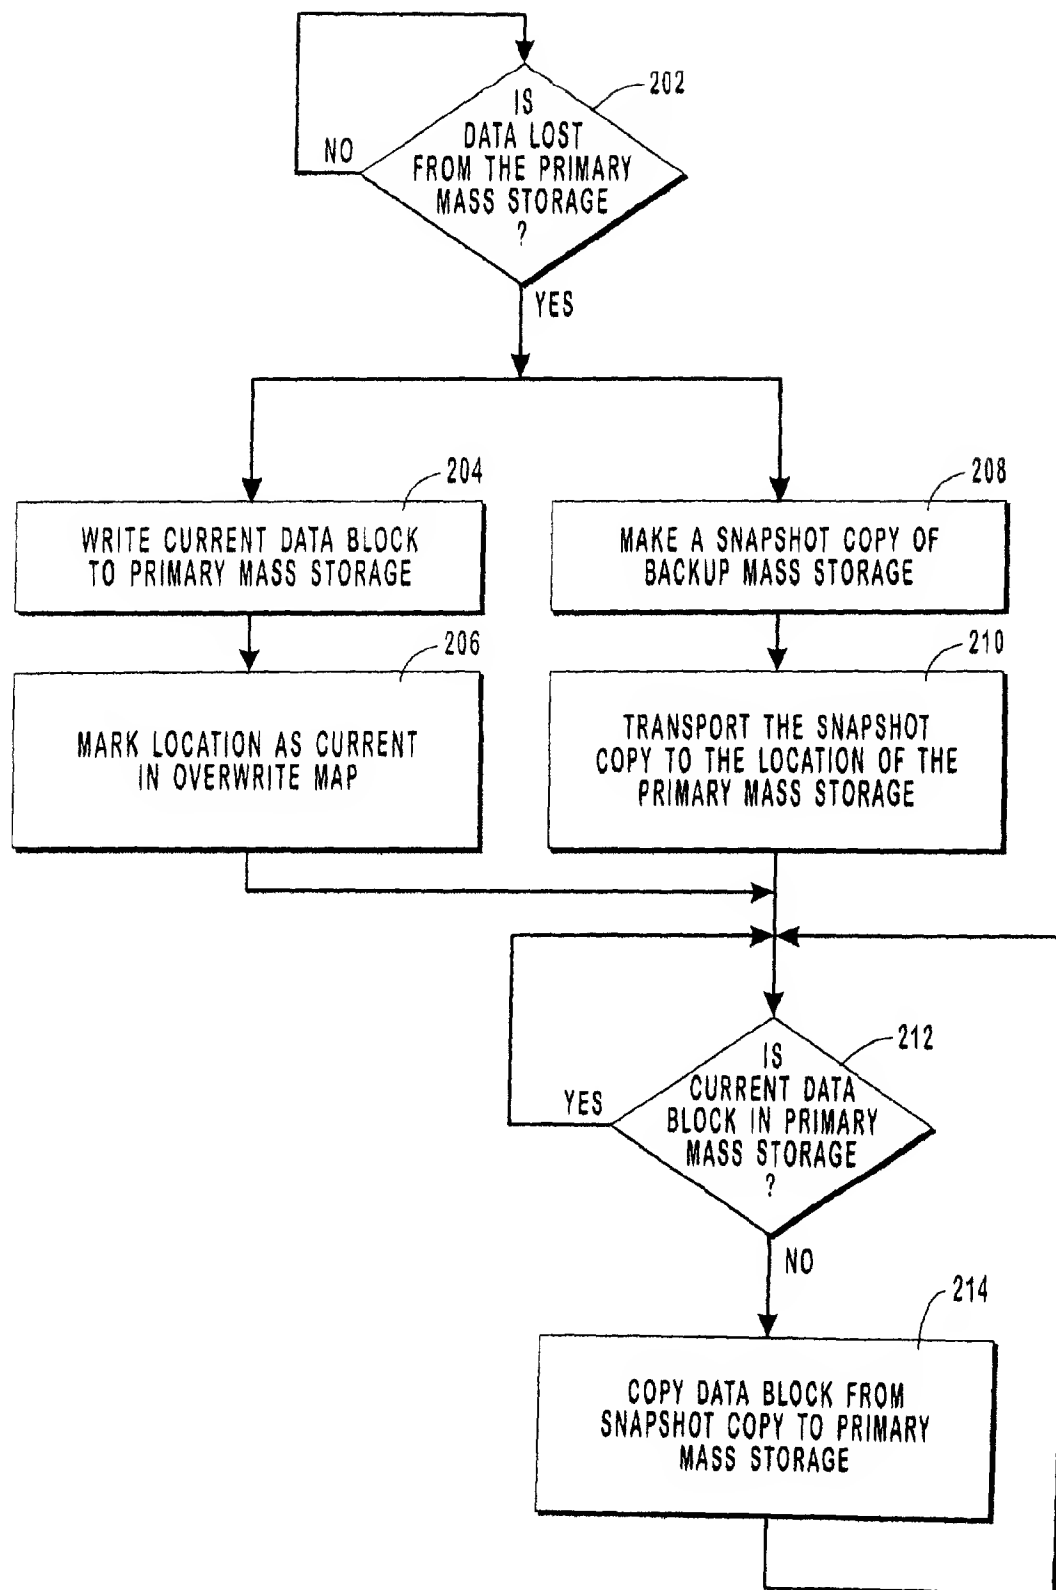 202
IS
DATA LOST
FROM THE PRIMARY
MASS STORAGE
?
NO
YES
204
WRITE CURRENT DATA BLOCK
TO PRIMARY MASS STORAGE
208
MAKE A SNAPSHOT COPY OF
BACKUP MASS STORAGE
206
MARK LOCATION AS CURRENT
IN OVERWRITE MAP
210
TRANSPORT THE SNAPSHOT
COPY TO THE LOCATION OF THE
PRIMARY MASS STORAGE
212
IS
CURRENT DATA
BLOCK IN PRIMARY
MASS STORAGE
?
YES
NO
214
COPY DATA BLOCK FROM
SNAPSHOT COPY TO PRIMARY
MASS STORAGE